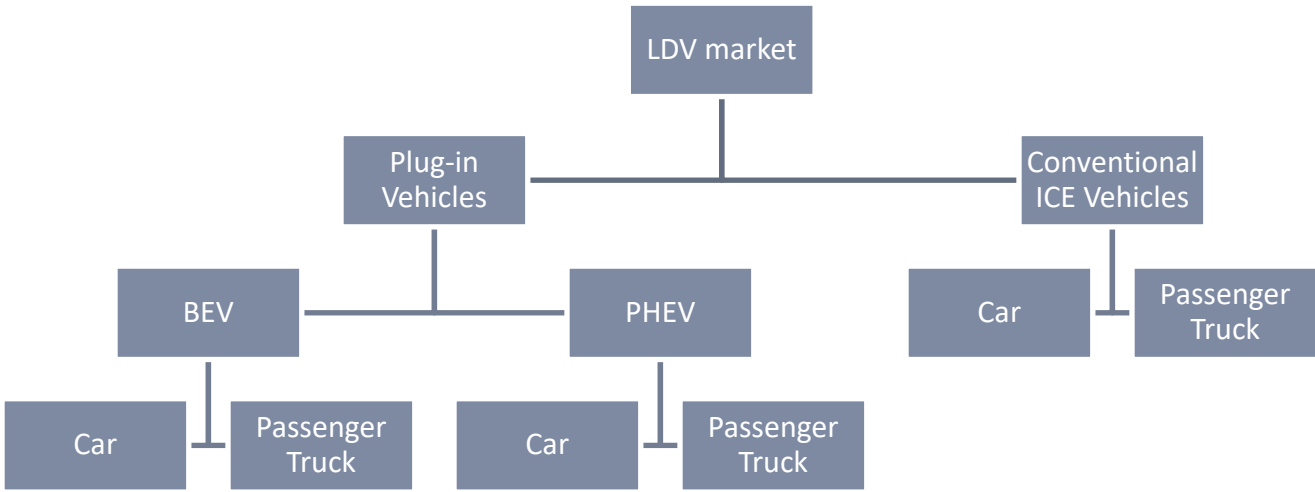 LDV market
Plug-in
Vehicles
Conventional
ICE Vehicles
BEV
PHEV
Car
Passenger
Truck
Car
Passenger
Truck
Car
Passenger
Truck